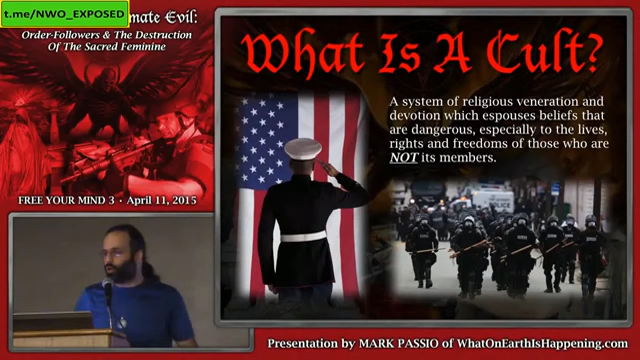 t.me/NWO_EXPOSED
mate Evil:
Order-Followers & The Destruction
Of The Sacred Feminine
What Is A Cult?
A system of religious veneration and
devotion which espouses beliefs that
are dangerous, especially to the lives,
rights and freedoms of those who are
NOT its members.
FREE YOUR MIND 3 · April 11, 2015
Presentation by MARK PASSIO of WhatOnEarthIsHappening.com